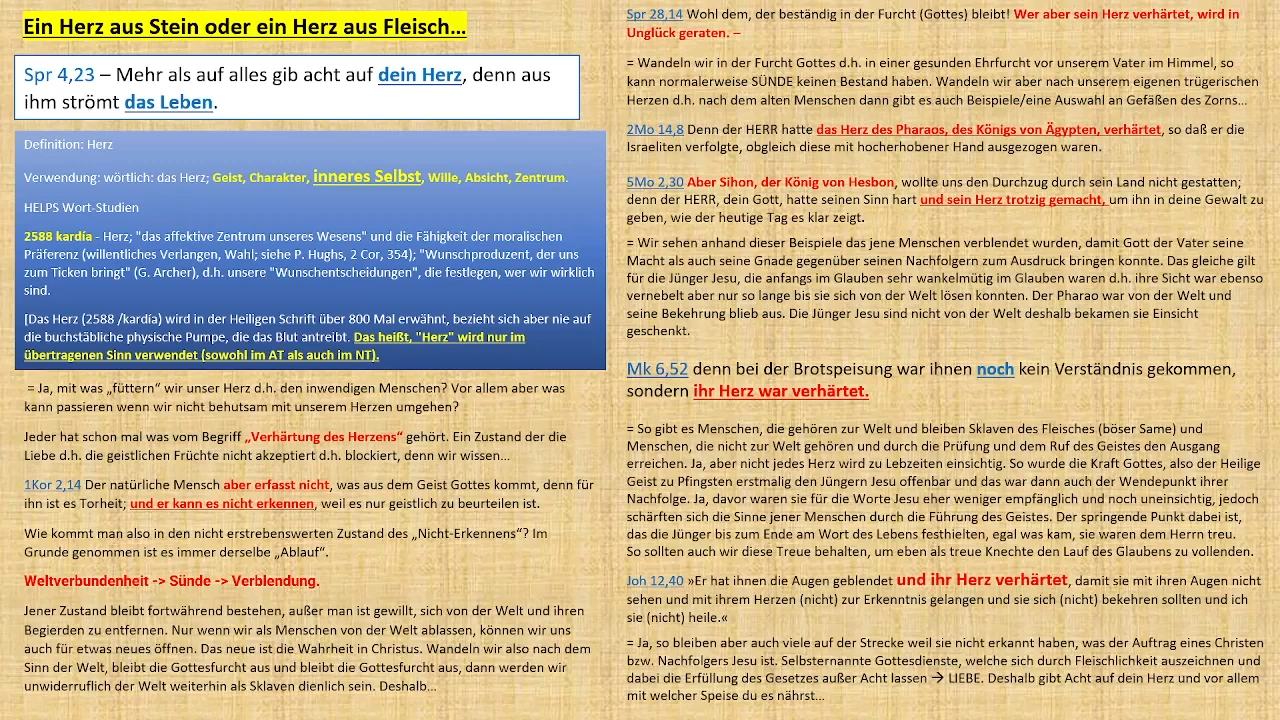 Ein Herz aus Stein oder ein Herz aus Fleisch…
Spr 4,23 – Mehr als auf alles gib acht auf dein Herz, denn aus
ihm strömt das Leben.
Definition: Herz
Verwendung: wörtlich: das Herz; Geist, Charakter, inneres Selbst, Wille, Absicht, Zentrum.
HELPS Wort-Studien
2588 kardía - Herz; "das affektive Zentrum unseres Wesens" und die Fähigkeit der moralischen
Präferenz (willentliches Verlangen, Wahl; siehe P. Hughs, 2 Cor, 354); "Wunschproduzent, der uns
zum Ticken bringt" (G. Archer), d.h. unsere "Wunschentscheidungen", die festlegen, wer wir wirklich
sind.
[Das Herz (2588 /kardía) wird in der Heiligen Schrift über 800 Mal erwähnt, bezieht sich aber nie auf
die buchstäbliche physische Pumpe, die das Blut antreibt. Das heißt, "Herz" wird nur im
übertragenen Sinn verwendet (sowohl im AT als auch im NT).
= Ja, mit was „füttern“ wir unser Herz d.h. den inwendigen Menschen? Vor allem aber was
kann passieren wenn wir nicht behutsam mit unserem Herzen umgehen?
Jeder hat schon mal was vom Begriff „Verhärtung des Herzens“ gehört. Ein Zustand der die
Liebe d.h. die geistlichen Früchte nicht akzeptiert d.h. blockiert, denn wir wissen…
1Kor 2,14 Der natürliche Mensch aber erfasst nicht, was aus dem Geist Gottes kommt, denn für
ihn ist es Torheit; und er kann es nicht erkennen, weil es nur geistlich zu beurteilen ist.
Wie kommt man also in den nicht erstrebenswerten Zustand des „Nicht-Erkennens“? Im
Grunde genommen ist es immer derselbe „Ablauf“.
Weltverbundenheit -> Sünde -> Verblendung.
Jener Zustand bleibt fortwährend bestehen, außer man ist gewillt, sich von der Welt und ihren
Begierden zu entfernen. Nur wenn wir als Menschen von der Welt ablassen, können wir uns
auch für etwas neues öffnen. Das neue ist die Wahrheit in Christus. Wandeln wir also nach dem
Sinn der Welt, bleibt die Gottesfurcht aus und bleibt die Gottesfurcht aus, dann werden wir
unwiderruflich der Welt weiterhin als Sklaven dienlich sein. Deshalb…
Spr 28,14 Wohl dem, der beständig in der Furcht (Gottes) bleibt! Wer aber sein Herz verhärtet, wird in
Unglück geraten. –
= Wandeln wir in der Furcht Gottes d.h. in einer gesunden Ehrfurcht vor unserem Vater im Himmel, so
kann normalerweise SÜNDE keinen Bestand haben. Wandeln wir aber nach unserem eigenen trügerischen
Herzen d.h. nach dem alten Menschen dann gibt es auch Beispiele/eine Auswahl an Gefäßen des Zorns…
2Mo 14,8 Denn der HERR hatte das Herz des Pharaos, des Königs von Ägypten, verhärtet, so daß er die
Israeliten verfolgte, obgleich diese mit hocherhobener Hand ausgezogen waren.
5Mo 2,30 Aber Sihon, der König von Hesbon, wollte uns den Durchzug durch sein Land nicht gestatten;
denn der HERR, dein Gott, hatte seinen Sinn hart und sein Herz trotzig gemacht, um ihn in deine Gewalt zu
geben, wie der heutige Tag es klar zeigt.
= Wir sehen anhand dieser Beispiele das jene Menschen verblendet wurden, damit Gott der Vater seine
Macht als auch seine Gnade gegenüber seinen Nachfolgern zum Ausdruck bringen konnte. Das gleiche gilt
für die Jünger Jesu, die anfangs im Glauben sehr wankelmütig im Glauben waren d.h. ihre Sicht war ebenso
vernebelt aber nur so lange bis sie sich von der Welt lösen konnten. Der Pharao war von der Welt und
seine Bekehrung blieb aus. Die Jünger Jesu sind nicht von der Welt deshalb bekamen sie Einsicht
geschenkt.
Mk 6,52 denn bei der Brotspeisung war ihnen noch kein Verständnis gekommen,
sondern ihr Herz war verhärtet.
= So gibt es Menschen, die gehören zur Welt und bleiben Sklaven des Fleisches (böser Same) und
Menschen, die nicht zur Welt gehören und durch die Prüfung und dem Ruf des Geistes den Ausgang
erreichen. Ja, aber nicht jedes Herz wird zu Lebzeiten einsichtig. So wurde die Kraft Gottes, also der Heilige
Geist zu Pfingsten erstmalig den Jüngern Jesu offenbar und das war dann auch der Wendepunkt ihrer
Nachfolge. Ja, davor waren sie für die Worte Jesu eher weniger empfänglich und noch uneinsichtig, jedoch
schärften sich die Sinne jener Menschen durch die Führung des Geistes. Der springende Punkt dabei ist,
das die Jünger bis zum Ende am Wort des Lebens festhielten, egal was kam, sie waren dem Herrn treu.
So sollten auch wir diese Treue behalten, um eben als treue Knechte den Lauf des Glaubens zu vollenden.
Joh 12,40 »Er hat ihnen die Augen geblendet und ihr Herz verhärtet, damit sie mit ihren Augen nicht
sehen und mit ihrem Herzen (nicht) zur Erkenntnis gelangen und sie sich (nicht) bekehren sollten und ich
sie (nicht) heile.«
= Ja, so bleiben aber auch viele auf der Strecke weil sie nicht erkannt haben, was der Auftrag eines Christen
bzw. Nachfolgers Jesu ist. Selbsternannte Gottesdienste, welche sich durch Fleischlichkeit auszeichnen und
dabei die Erfüllung des Gesetzes außer Acht lassen → LIEBE. Deshalb gibt Acht auf dein Herz und vor allem
mit welcher Speise du es nährst…